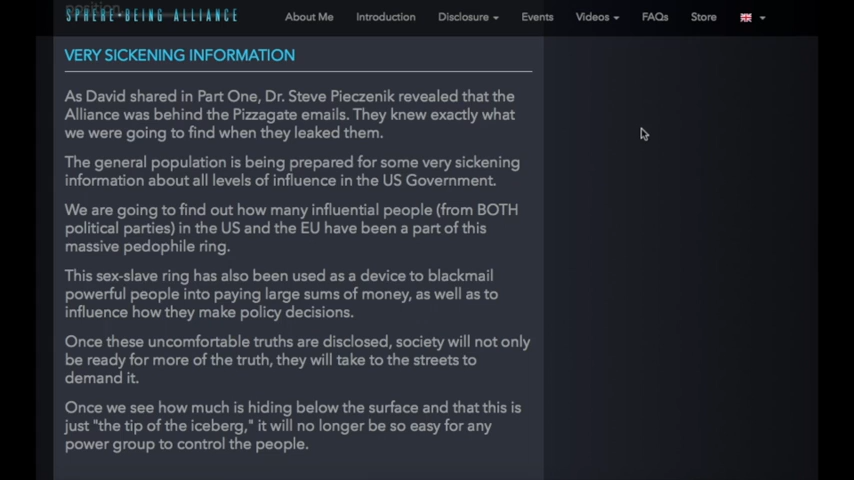 position.
SPHERE•BEING ALLIANCE About Me Introduction Disclosure Events Videos FAQs Store
VERY SICKENING INFORMATION
As David shared in Part One, Dr. Steve Pieczenik revealed that the
Alliance was behind the Pizzagate emails. They knew exactly what
we were going to find when they leaked them.
The general population is being prepared for some very sickening
information about all levels of influence in the US Government.
We are going to find out how many influential people (from BOTH
political parties) in the US and the EU have been a part of this
massive pedophile ring.
This sex-slave ring has also been used as a device to blackmail
powerful people into paying large sums of money, as well as to
influence how they make policy decisions.
Once these uncomfortable truths are disclosed, society will not only
be ready for more of the truth, they will take to the streets to
demand it.
Once we see how much is hiding below the surface and that this is
just "the tip of the iceberg," it will no longer be so easy for any
power group to control the people.